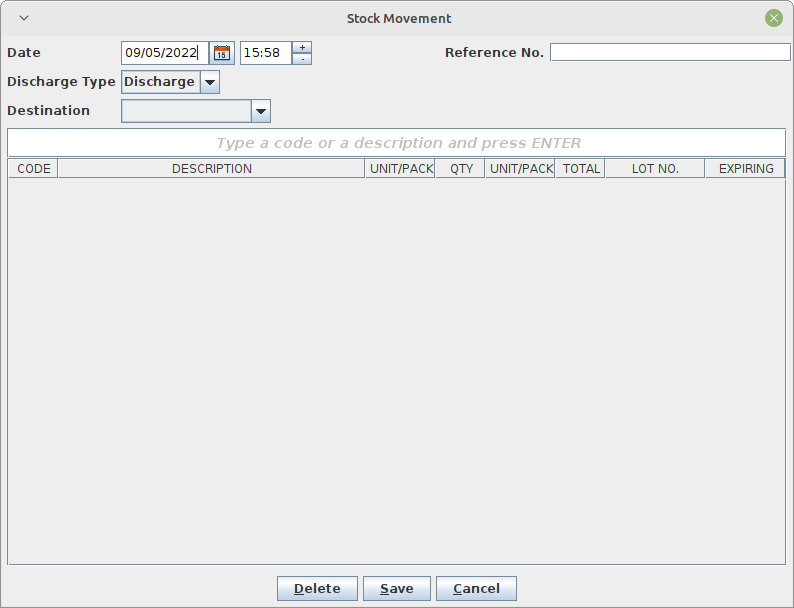 Stock Movement
Date 09/05/2022 15 15:58 + - Reference No.
Discharge Type Discharge
Destination
Type a code or a description and press ENTER
CODE DESCRIPTION UNIT/PACK QTY UNIT/PACK TOTAL LOT NO. EXPIRING
Delete Save Cancel